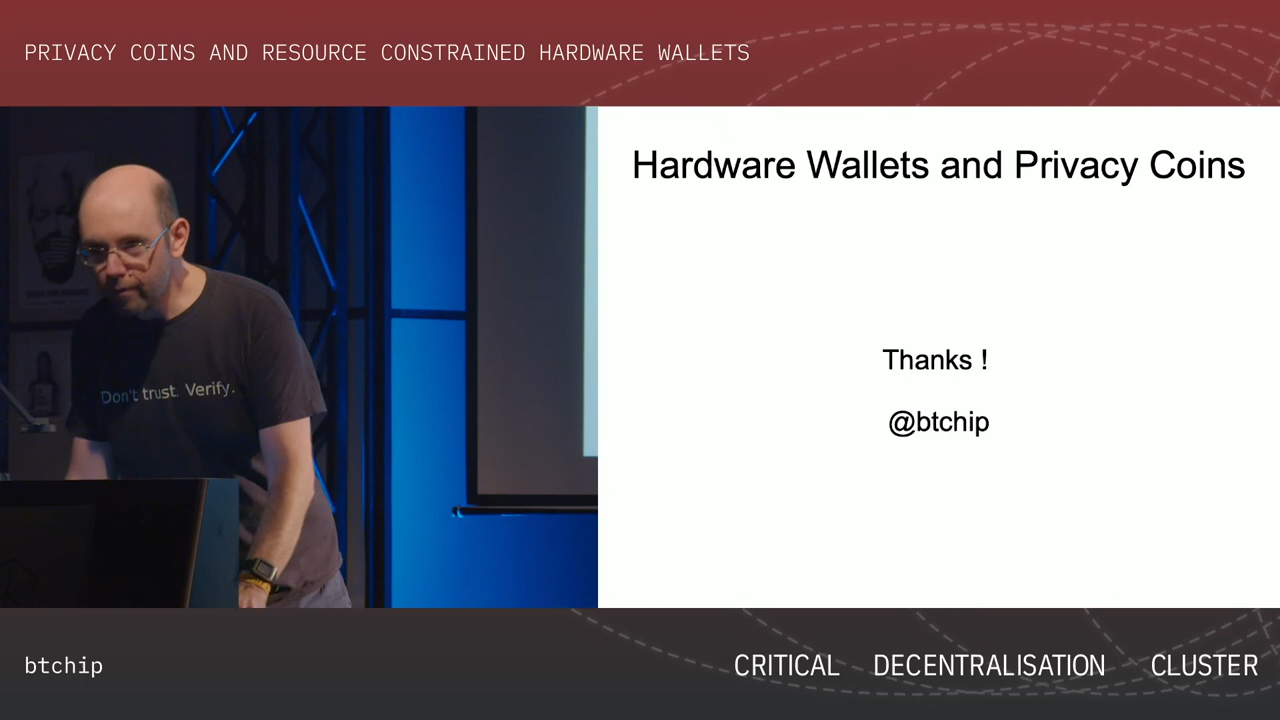 PRIVACY COINS AND RESOURCE CONSTRAINED HARDWARE WALLETS
Don't trust. Verify.
Hardware Wallets and Privacy Coins
Thanks !
@btchip
btchip
CRITICAL DECENTRALISATION CLUSTER